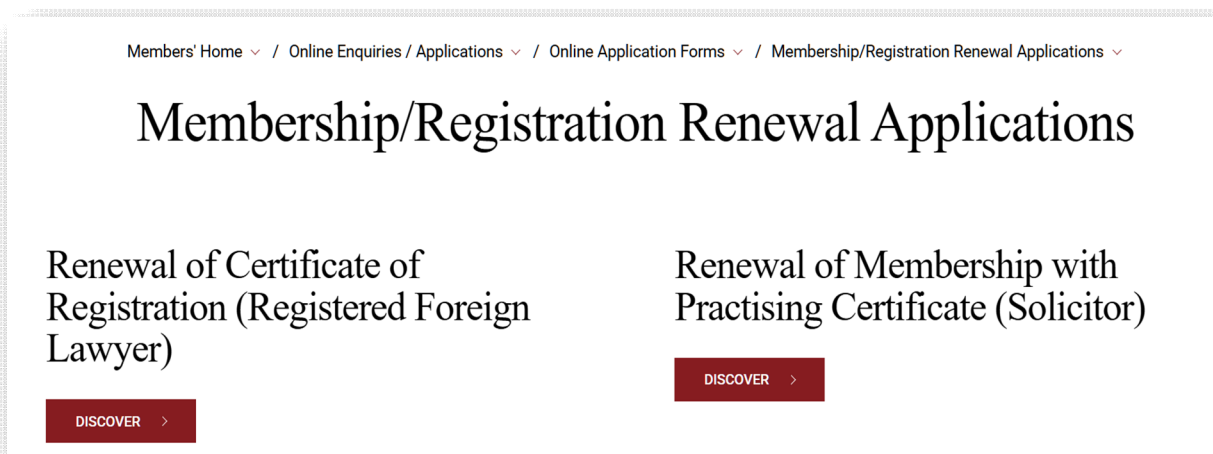 Members' Home / Online Enquiries / Applications / Online Application Forms / Membership/Registration Renewal Applications
Membership/Registration Renewal Applications
Renewal of Certificate of
Registration (Registered Foreign
Lawyer)
DISCOVER
Renewal of Membership with
Practising Certificate (Solicitor)
DISCOVER